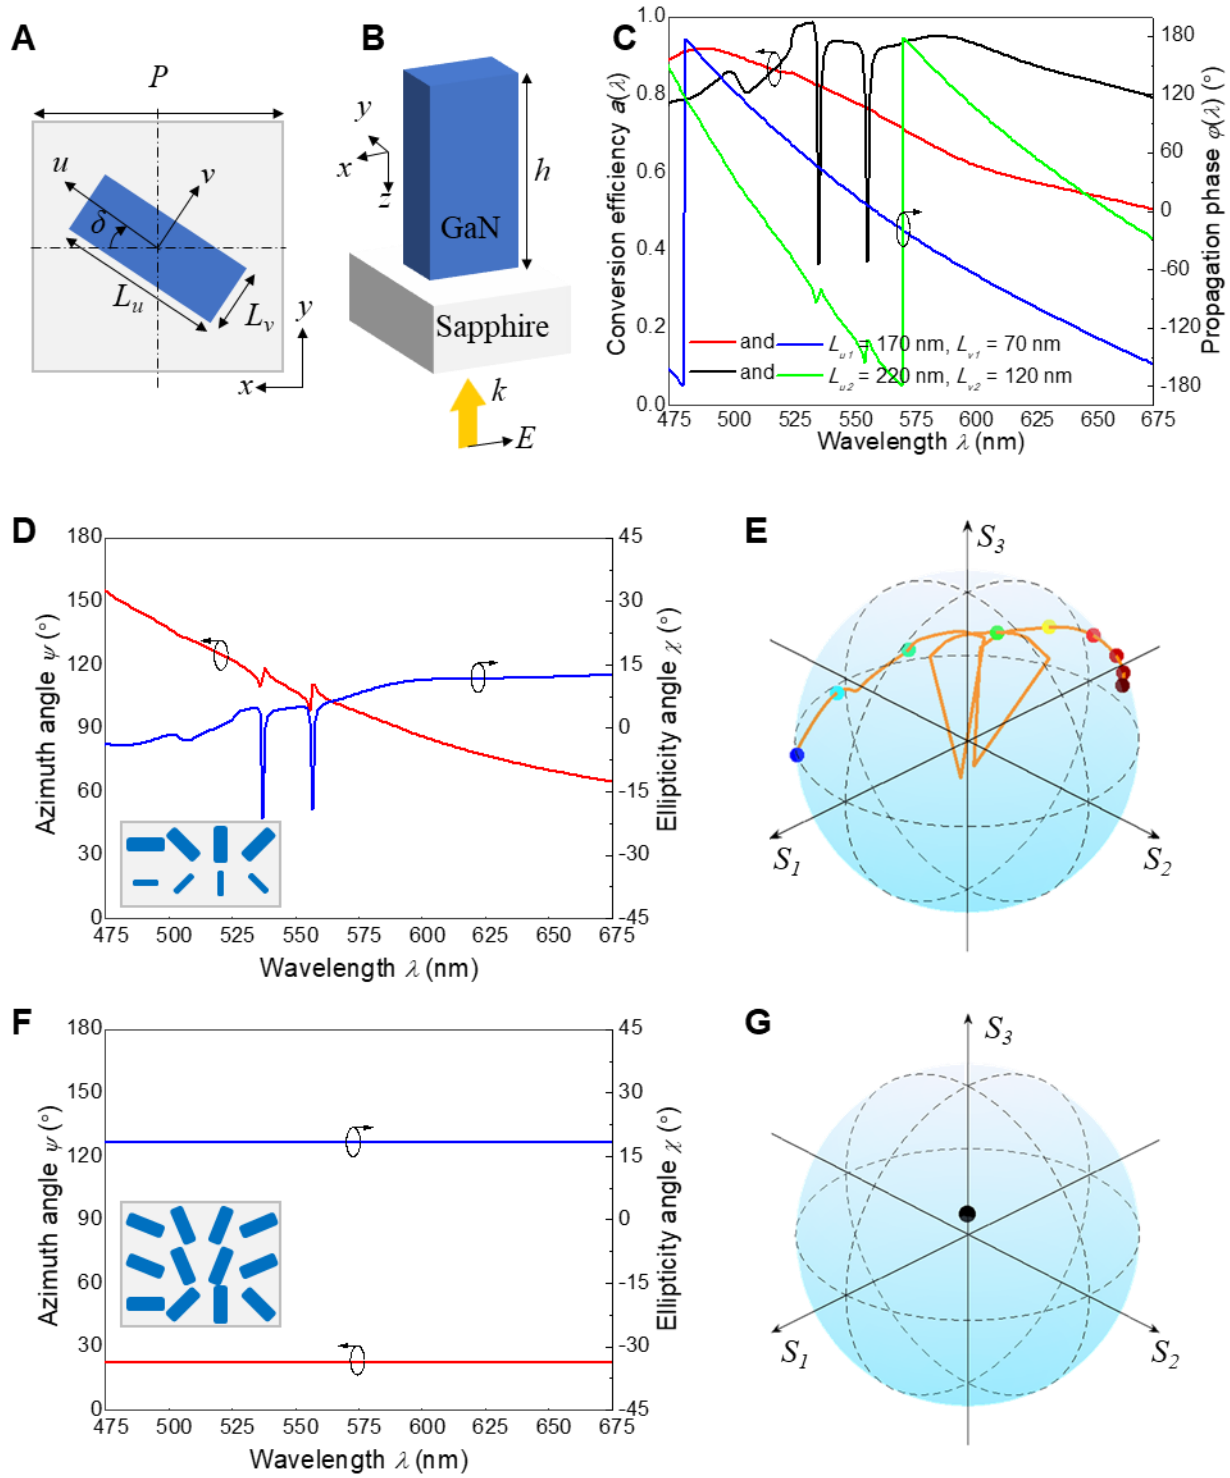 A
P
u
v
δ
L_u
L_v
y
x
B
y
x
z
h
GaN
Sapphire
k
E
C
Conversion efficiency a(λ)
1.0
0.8
0.6
0.4
0.2
0.0
180
120
60
0
-60
-120
-180
Propagation phase φ(λ) (°)
and L_u1 = 170 nm, L_v1 = 70 nm
and L_u2 = 220 nm, L_v2 = 120 nm
475 500 525 550 575 600 625 650 675
Wavelength λ (nm)
D
Azimuth angle ψ (°)
180
150
120
90
60
30
0
45
30
15
0
-15
-30
-45
Ellipticity angle χ (°)
475 500 525 550 575 600 625 650 675
Wavelength λ (nm)
E
S3
S1
S2
F
Azimuth angle ψ (°)
180
150
120
90
60
30
0
45
30
15
0
-15
-30
-45
Ellipticity angle χ (°)
475 500 525 550 575 600 625 650 675
Wavelength λ (nm)
G
S3
S1
S2